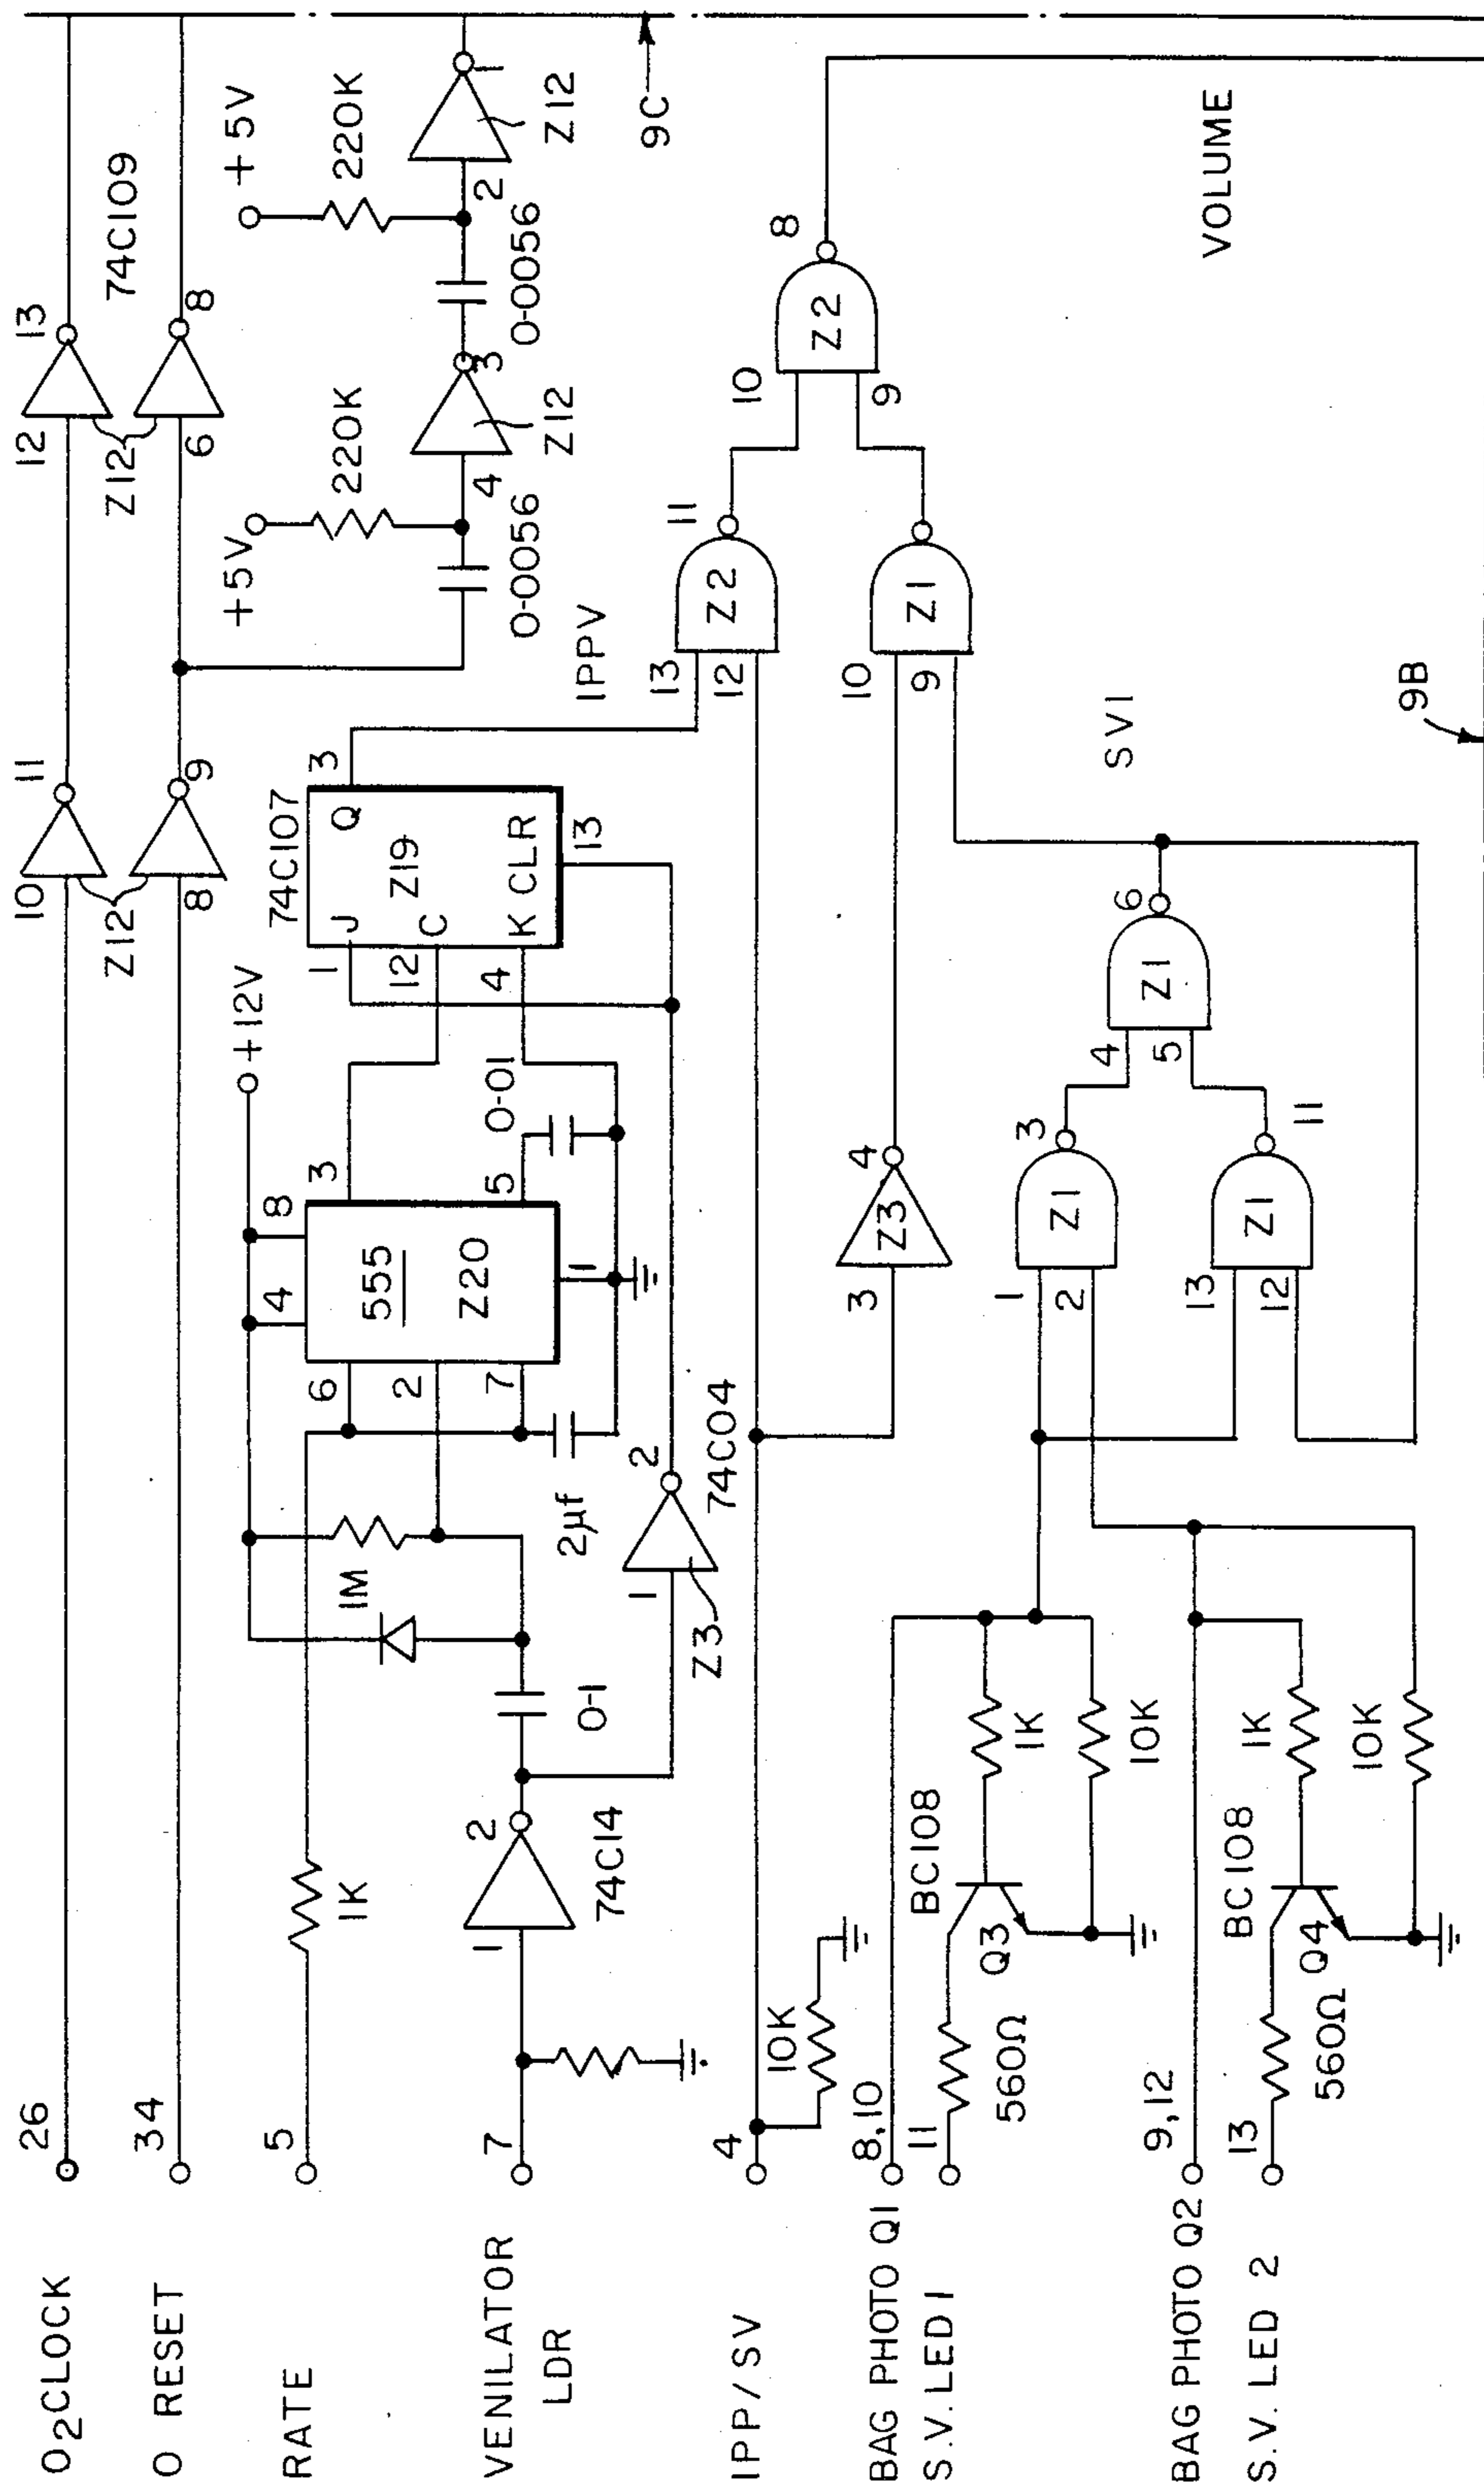 O2CLOCK
26
10
11
12
13
Z12
Z12
74C109
O RESET
34
8
9
6
8
+5V
220K
+5V
220K
4
3
2
1
Z12
Z12
0-0056
0-0056
9C
RATE
5
1K
+12V
1M
6
2
7
4
8
555
Z20
3
5
1
0-01
2µf
74C107
1
12
4
J
C
K
Q
Z19
CLR
3
13
IPPV
VENILATOR
LDR
7
1
2
74C14
0-1
1
2
Z3
74C04
IPP/SV
4
10K
3
4
Z3
13
12
11
Z2
10
9
Z1
10
9
8
Z2
VOLUME
BAG PHOTO Q1
8,10
S.V. LED 1
11
560Ω
Q3
BC108
1K
10K
1
2
3
Z1
13
12
11
Z1
4
5
6
Z1
SV1
9B
BAG PHOTO Q2
9,12
S.V. LED 2
13
560Ω
Q4
BC108
1K
10K